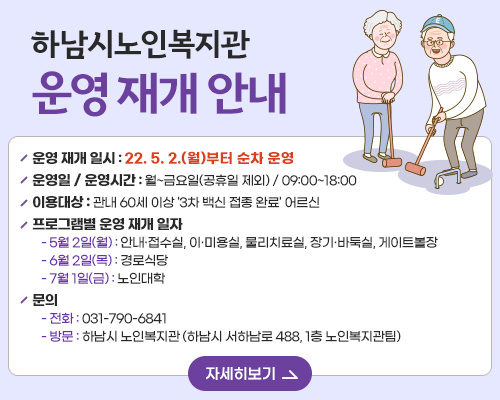 하남시노인복지관
운영 재개 안내
운영 재개 일시 : 22. 5. 2.(월)부터 순차 운영
운영일 / 운영시간 : 월~금요일(공휴일 제외) / 09:00~18:00
이용대상 : 관내 60세 이상 '3차 백신 접종 완료' 어르신
프로그램별 운영 재개 일자
- 5월 2일(월) : 안내·접수실, 이·미용실, 물리치료실, 장기·바둑실, 게이트볼장
- 6월 2일(목) : 경로식당
- 7월 1일(금) : 노인대학
문의
- 전화 : 031-790-6841
- 방문 : 하남시 노인복지관 (하남시 서하남로 488, 1층 노인복지관팀)
자세히보기
E